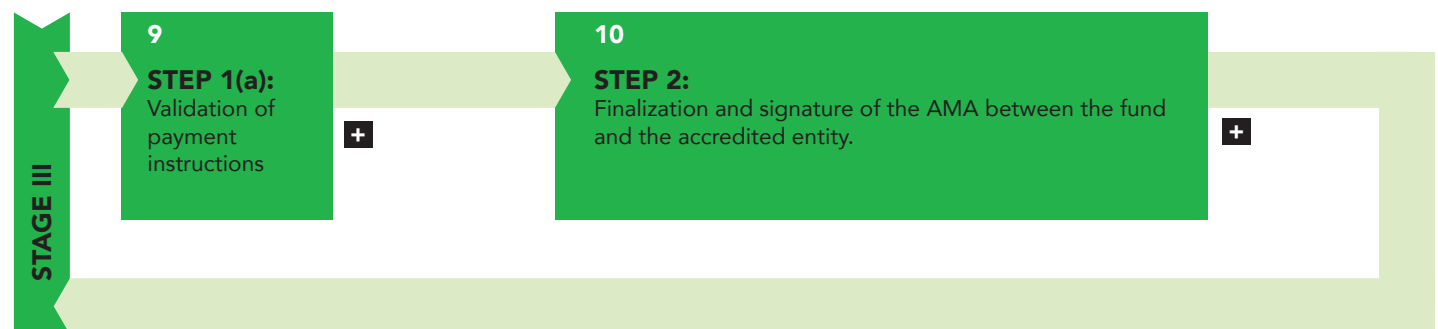 STAGE III
9
STEP 1(a):
Validation of
payment
instructions
+
10
STEP 2:
Finalization and signature of the AMA between the fund
and the accredited entity.
+